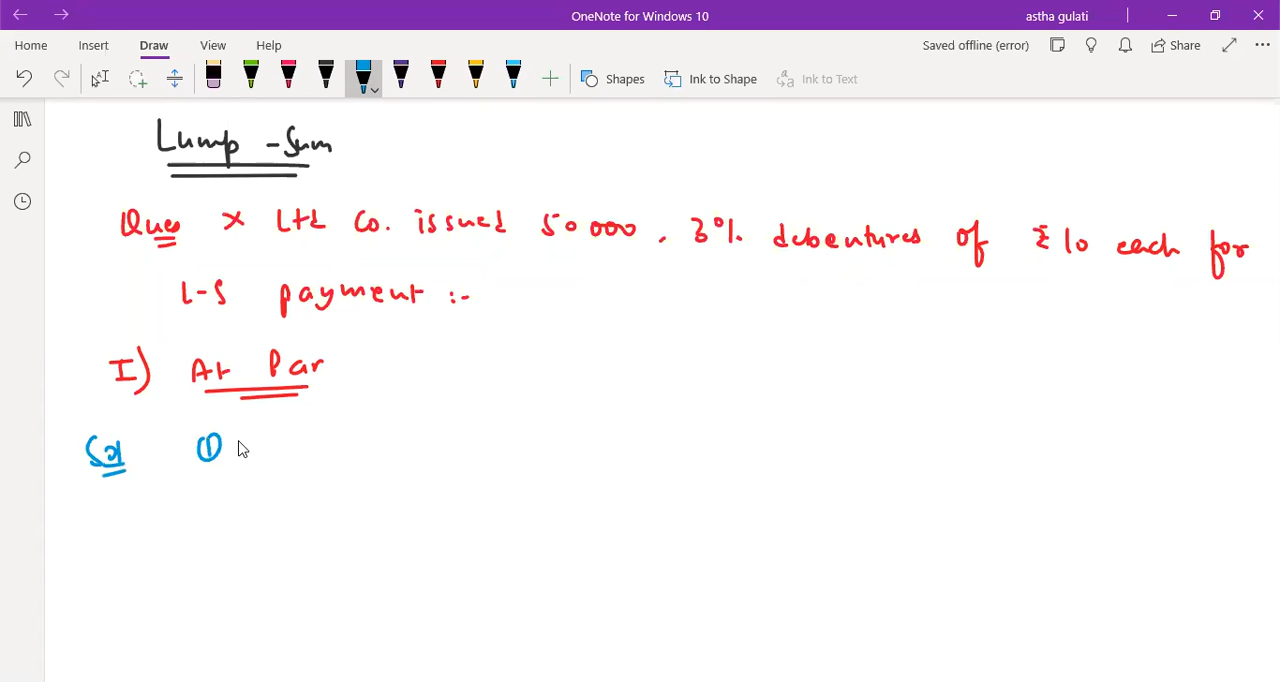 OneNote for Windows 10
astha gulati
Home Insert Draw View Help
Saved offline (error)
Share
Shapes
Ink to Shape
Ink to Text
Lump-Sum
Ques X Ltd Co. issued 50000, 3% debentures of ₹10 each for
L-S payment :-
I) At Par
Sol ①